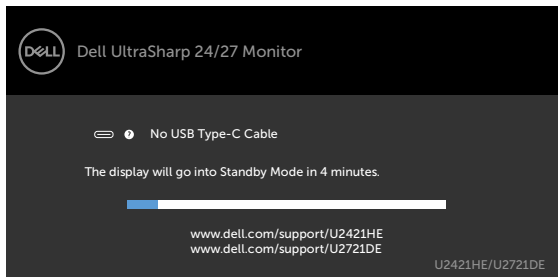 DELL Dell UltraSharp 24/27 Monitor
? No USB Type-C Cable
The display will go into Standby Mode in 4 minutes.
www.dell.com/support/U2421HE
www.dell.com/support/U2721DE
U2421HE/U2721DE